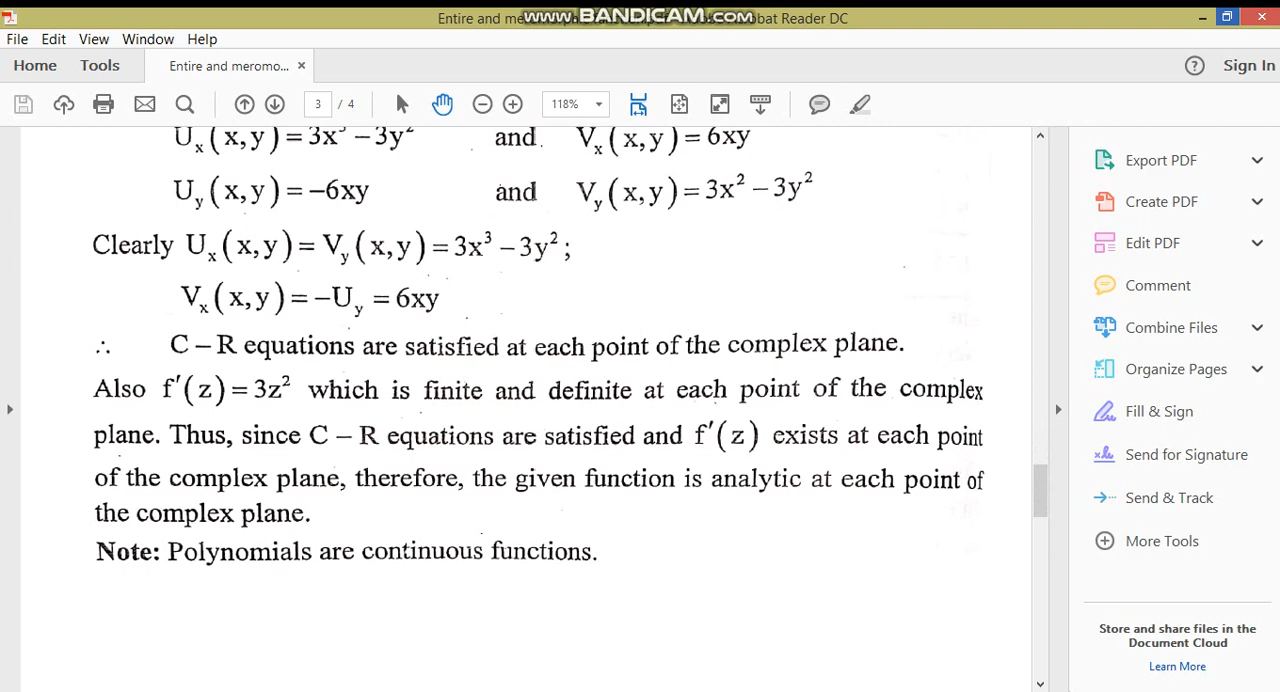 Entire and me
www.BANDICAM.com
obat Reader DC
File Edit View Window Help
Home Tools Entire and meromo... × Sign In
3 / 4 118%
Uₓ(x,y)=3x³−3y² and Vₓ(x,y)=6xy
U_y(x,y)=−6xy and V_y(x,y)=3x²−3y²
Clearly Uₓ(x,y)=V_y(x,y)=3x³−3y²;
Vₓ(x,y)=−U_y=6xy
∴ C – R equations are satisfied at each point of the complex plane.
Also f′(z)=3z² which is finite and definite at each point of the complex
plane. Thus, since C – R equations are satisfied and f′(z) exists at each point
of the complex plane, therefore, the given function is analytic at each point of
the complex plane.
Note: Polynomials are continuous functions.
Export PDF
Create PDF
Edit PDF
Comment
Combine Files
Organize Pages
Fill & Sign
Send for Signature
Send & Track
More Tools
Store and share files in the
Document Cloud
Learn More